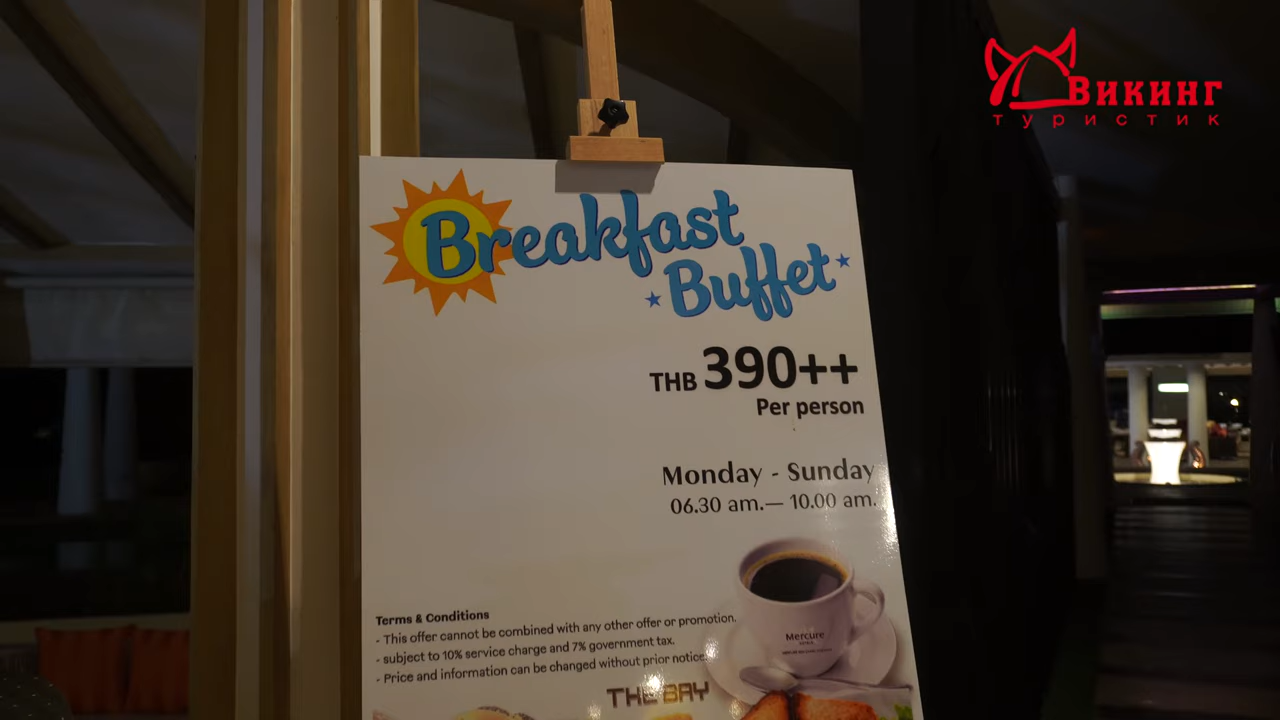 Викинг
туристик
Breakfast
Buffet
THB 390++
Per person
Monday - Sunday
06.30 am.— 10.00 am.
Terms & Conditions
- This offer cannot be combined with any other offer or promotion.
- subject to 10% service charge and 7% government tax.
- Price and information can be changed without prior notice.
Mercure
THE BAY